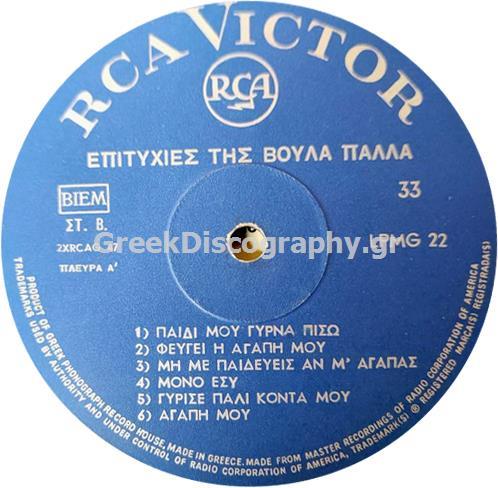 RCA VICTOR
RCA
ΕΠΙΤΥΧΙΕΣ ΤΗΣ ΒΟΥΛΑ ΠΑΛΛΑ
BIEM
33
ΣΤ. Β.
GreekDiscography.gr
2XRCAG
LPMG 22
ΠΛΕΥΡΑ Α'
1) ΠΑΙΔΙ ΜΟΥ ΓΥΡΝΑ ΠΙΣΩ
2) ΦΕΥΓΕΙ Η ΑΓΑΠΗ ΜΟΥ
3) ΜΗ ΜΕ ΠΑΙΔΕΥΕΙΣ ΑΝ Μ' ΑΓΑΠΑΣ
4) ΜΟΝΟ ΕΣΥ
5) ΓΥΡΙΣΕ ΠΑΛΙ ΚΟΝΤΑ ΜΟΥ
6) ΑΓΑΠΗ ΜΟΥ
PRODUCT OF GREEK PHONOGRAPH RECORD HOUSE, MADE IN GREECE. MADE FROM MASTER RECORDINGS OF RADIO CORPORATION OF AMERICA
TRADEMARKS USED BY AUTHORITY AND UNDER CONTROL OF RADIO CORPORATION OF AMERICA, TRADEMARK(S) ® REGISTERED MARCA(S) REGISTRADA(S)